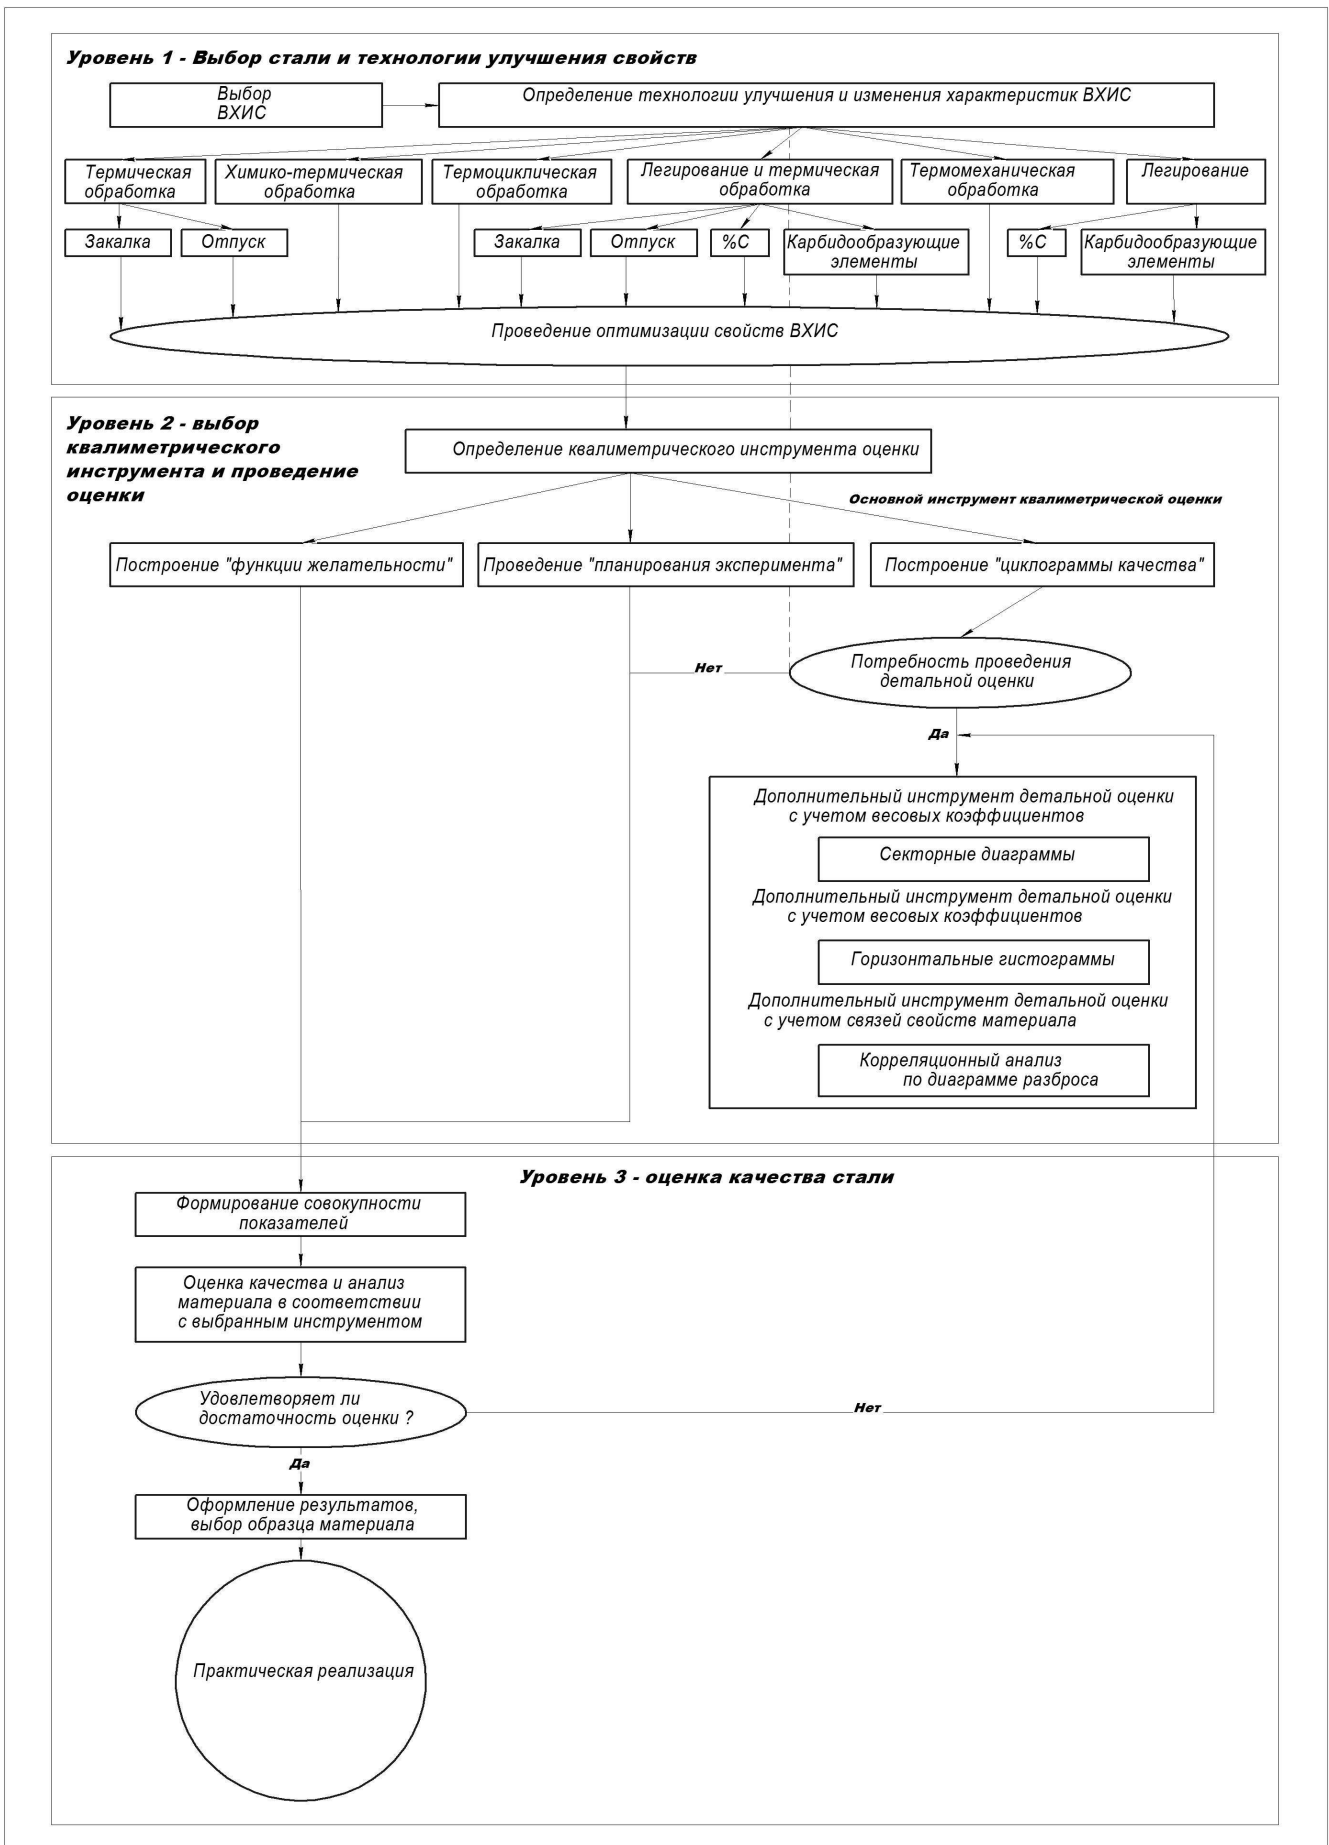 Уровень 1 - Выбор стали и технологии улучшения свойств
Выбор
ВХИС
Определение технологии улучшения и изменения характеристик ВХИС
Термическая
обработка
Химико-термическая
обработка
Термоциклическая
обработка
Легирование и термическая
обработка
Термомеханическая
обработка
Легирование
Закалка
Отпуск
Закалка
Отпуск
%С
Карбидообразующие
элементы
%С
Карбидообразующие
элементы
Проведение оптимизации свойств ВХИС
Уровень 2 - выбор
квалиметрического
инструмента и проведение
оценки
Определение квалиметрического инструмента оценки
Основной инструмент квалиметрической оценки
Построение "функции желательности"
Проведение "планирования эксперимента"
Построение "циклограммы качества"
Потребность проведения
детальной оценки
Нет
Да
Дополнительный инструмент детальной оценки
с учетом весовых коэффициентов
Секторные диаграммы
Дополнительный инструмент детальной оценки
с учетом весовых коэффициентов
Горизонтальные гистограммы
Дополнительный инструмент детальной оценки
с учетом связей свойств материала
Корреляционный анализ
по диаграмме разброса
Уровень 3 - оценка качества стали
Формирование совокупности
показателей
Оценка качества и анализ
материала в соответствии
с выбранным инструментом
Удовлетворяет ли
достаточность оценки ?
Нет
Да
Оформление результатов,
выбор образца материала
Практическая реализация